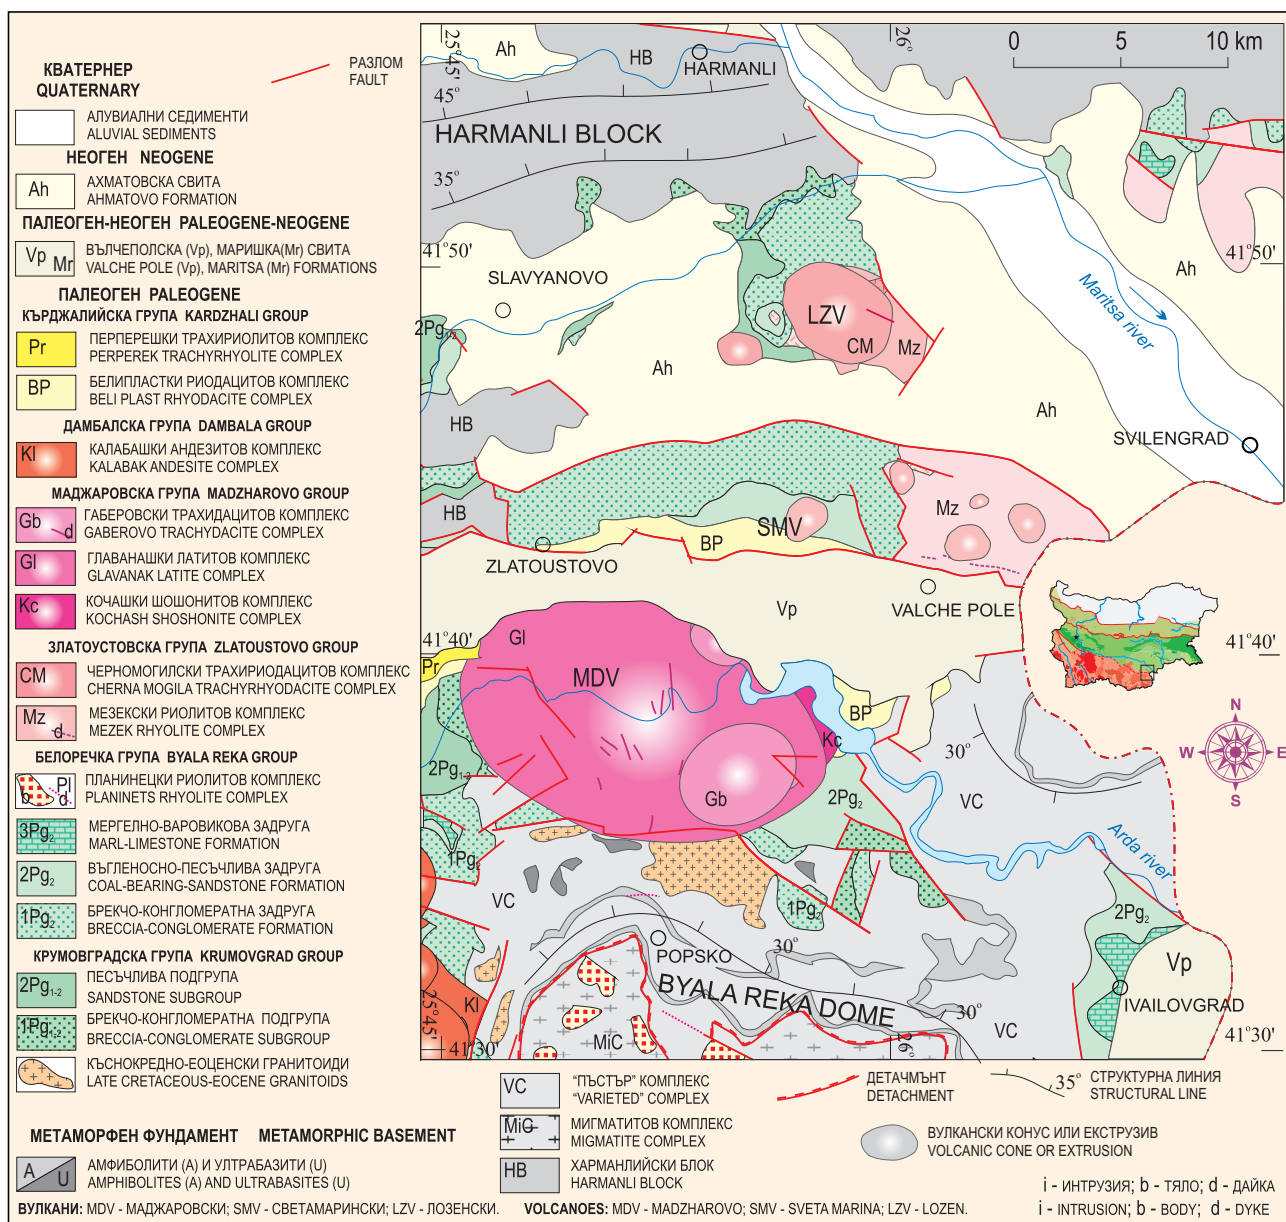 КВАТЕРНЕР
QUATERNARY
РАЗЛОМ
FAULT
АЛУВИАЛНИ СЕДИМЕНТИ
ALUVIAL SEDIMENTS
НЕОГЕН NEOGENE
Ah
АХМАТОВСКА СВИТА
AHMATOVO FORMATION
ПАЛЕОГЕН-НЕОГЕН PALEOGENE-NEOGENE
Vp Mr
ВЪЛЧЕПОЛСКА (Vp), МАРИШКА(Mr) СВИТА
VALCHE POLE (Vp), MARITSA (Mr) FORMATIONS
ПАЛЕОГЕН PALEOGENE
КЪРДЖАЛИЙСКА ГРУПА KARDZHALI GROUP
Pr
ПЕРПЕРЕШКИ ТРАХИРИОЛИТОВ КОМПЛЕКС
PERPEREK TRACHYRHYOLITE COMPLEX
BP
БЕЛИПЛАСТКИ РИОДАЦИТОВ КОМПЛЕКС
BELI PLAST RHYODACITE COMPLEX
ДАМБАЛСКА ГРУПА DAMBALA GROUP
Kl
КАЛАБАШКИ АНДЕЗИТОВ КОМПЛЕКС
KALABAK ANDESITE COMPLEX
МАДЖАРОВСКА ГРУПА MADZHAROVO GROUP
Gb d
ГАБЕРОВСКИ ТРАХИДАЦИТОВ КОМПЛЕКС
GABEROVO TRACHYDACITE COMPLEX
Gl
ГЛАВАНАШКИ ЛАТИТОВ КОМПЛЕКС
GLAVANAK LATITE COMPLEX
Kc
КОЧАШКИ ШОШОНИТОВ КОМПЛЕКС
KOCHASH SHOSHONITE COMPLEX
ЗЛАТОУСТОВСКА ГРУПА ZLATOUSTOVO GROUP
CM
ЧЕРНОМОГИЛСКИ ТРАХИРИОДАЦИТОВ КОМПЛЕКС
CHERNA MOGILA TRACHYRHYODACITE COMPLEX
Mz d
МЕЗЕКСКИ РИОЛИТОВ КОМПЛЕКС
MEZEK RHYOLITE COMPLEX
БЕЛОРЕЧКА ГРУПА BYALA REKA GROUP
b Pl d
ПЛАНИНЕЦКИ РИОЛИТОВ КОМПЛЕКС
PLANINETS RHYOLITE COMPLEX
3Pg2
МЕРГЕЛНО-ВАРОВИКОВА ЗАДРУГА
MARL-LIMESTONE FORMATION
2Pg2
ВЪГЛЕНОСНО-ПЕСЪЧЛИВА ЗАДРУГА
COAL-BEARING-SANDSTONE FORMATION
1Pg2
БРЕКЧО-КОНГЛОМЕРАТНА ЗАДРУГА
BRECCIA-CONGLOMERATE FORMATION
КРУМОВГРАДСКА ГРУПА KRUMOVGRAD GROUP
2Pg1-2
ПЕСЪЧЛИВА ПОДГРУПА
SANDSTONE SUBGROUP
1Pg1-2
БРЕКЧО-КОНГЛОМЕРАТНА ПОДГРУПА
BRECCIA-CONGLOMERATE SUBGROUP
КЪСНОКРЕДНО-ЕОЦЕНСКИ ГРАНИТОИДИ
LATE CRETACEOUS-EOCENE GRANITOIDS
МЕТАМОРФЕН ФУНДАМЕНТ METAMORPHIC BASEMENT
A U
АМФИБОЛИТИ (A) И УЛТРАБАЗИТИ (U)
AMPHIBOLITES (A) AND ULTRABASITES (U)
VC
"ПЪСТЪР" КОМПЛЕКС
"VARIETED" COMPLEX
MiC
МИГМАТИТОВ КОМПЛЕКС
MIGMATITE COMPLEX
HB
ХАРМАНЛИЙСКИ БЛОК
HARMANLI BLOCK
ДЕТАЧМЪНТ
DETACHMENT
35°
СТРУКТУРНА ЛИНИЯ
STRUCTURAL LINE
ВУЛКАНСКИ КОНУС ИЛИ ЕКСТРУЗИВ
VOLCANIC CONE OR EXTRUSION
i - ИНТРУЗИЯ; b - ТЯЛО; d - ДАЙКА
i - INTRUSION; b - BODY; d - DYKE
ВУЛКАНИ: MDV - МАДЖАРОВСКИ; SMV - СВЕТАМАРИНСКИ; LZV - ЛОЗЕНСКИ. VOLCANOES: MDV - MADZHAROVO; SMV - SVETA MARINA; LZV - LOZEN.
25°45'
Ah
HB
HARMANLI
26°
0 5 10 km
45°
HARMANLI BLOCK
35°
41°50'
41°50'
SLAVYANOVO
Ah
Maritsa river
2Pg1-2
LZV
CM
Mz
Ah
Ah
HB
SVILENGRAD
HB
Mz
SMV
BP
ZLATOUSTOVO
VALCHE POLE
Vp
41°40'
41°40'
Gl
Pr
MDV
N
W E
S
BP
Kc
30°
2Pg1-2
Gb
2Pg2
VC
Arda river
1Pg2
VC
1Pg2
2Pg2
POPSKO
30°
Vp
BYALA REKA DOME
IVAILOVGRAD
Kl
30°
VC
MiC
25°45'
41°30'
26°
41°30'